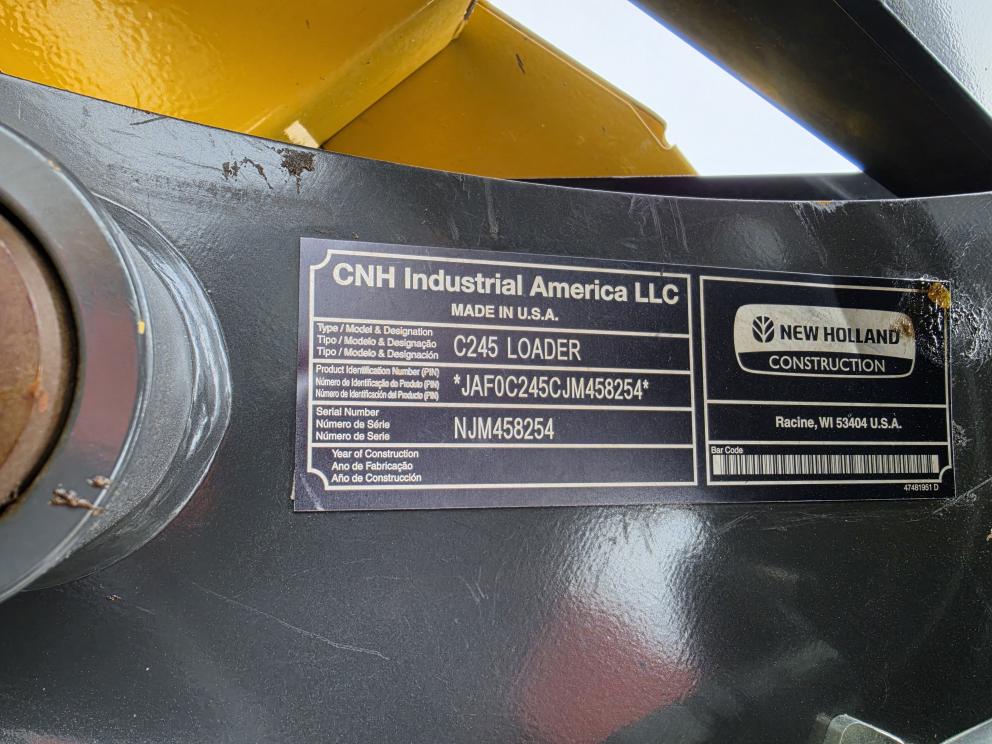 CNH Industrial America LLC
MADE IN U.S.A.
Type / Model & Designation
Tipo / Modelo & Designação
Tipo / Modelo & Designación
C245 LOADER
Product Identification Number (PIN)
Número de Identificação do Produto (PIN)
Número de Identificación del Producto (PIN)
*JAF0C245CJM458254*
Serial Number
Número de Série
Número de Serie
NJM458254
Year of Construction
Ano de Fabricação
Año de Construcción
NEW HOLLAND
CONSTRUCTION
Racine, WI 53404 U.S.A.
Bar Code
47481951 D